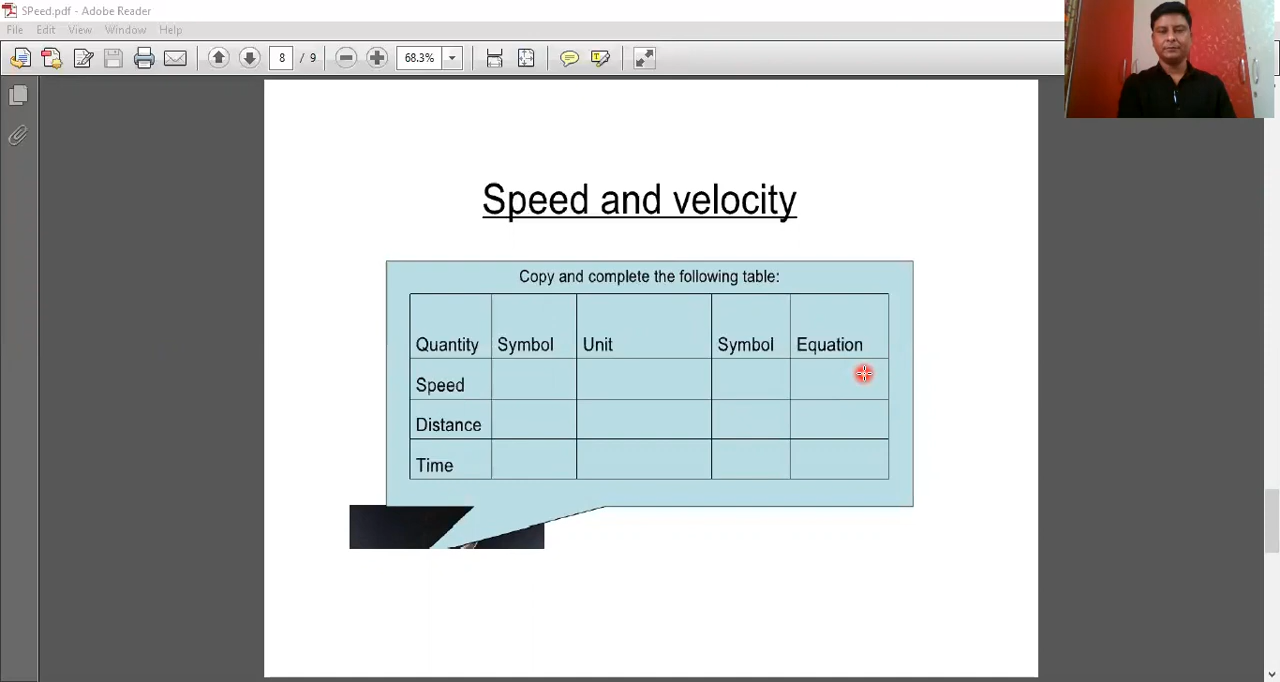 SPeed.pdf - Adobe Reader
File Edit View Window Help
8 / 9 68.3%
Speed and velocity
Copy and complete the following table:
Quantity Symbol Unit Symbol Equation
Speed
Distance
Time